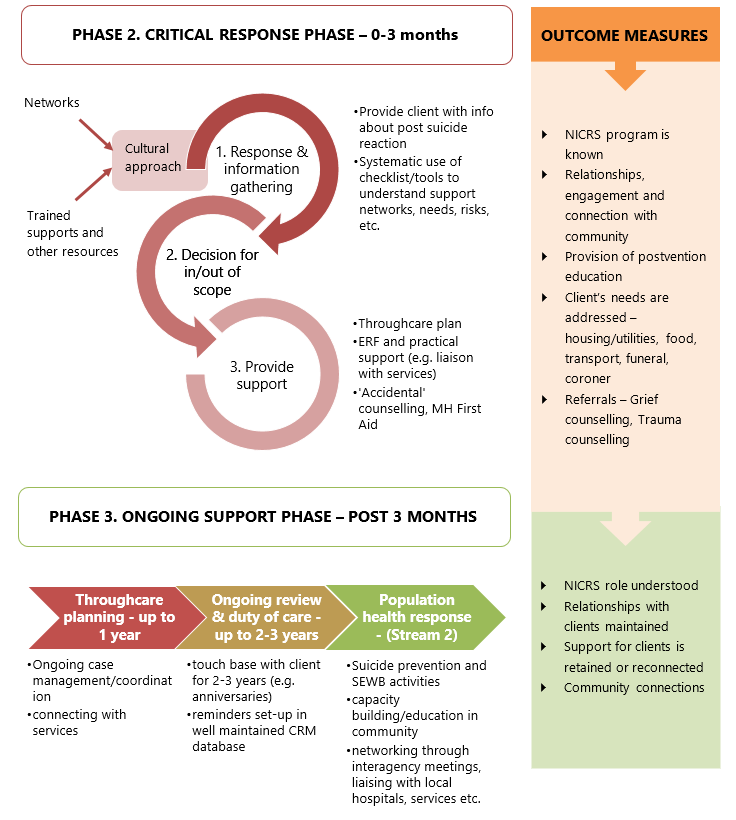 PHASE 2. CRITICAL RESPONSE PHASE – 0-3 months
Networks
Cultural
approach
Trained
supports and
other resources
1. Response &
information
gathering
•Provide client with info
about post suicide
reaction
•Systematic use of
checklist/tools to
understand support
networks, needs, risks,
etc.
2. Decision for
in/out of
scope
3. Provide
support
•Throughcare plan
•ERF and practical
support (e.g. liaison
with services)
•'Accidental'
counselling, MH First
Aid
OUTCOME MEASURES
NICRS program is
known
Relationships,
engagement and
connection with
community
Provision of postvention
education
Client's needs are
addressed –
housing/utilities, food,
transport, funeral,
coroner
Referrals – Grief
counselling, Trauma
counselling
PHASE 3. ONGOING SUPPORT PHASE – POST 3 MONTHS
Throughcare
planning - up to
1 year
•Ongoing case
management/coordinat
ion
•connecting with
services
Ongoing review
& duty of care -
up to 2-3 years
•touch base with client
for 2-3 years (e.g.
anniversaries)
•reminders set-up in
well maintained CRM
database
Population
health response
- (Stream 2)
•Suicide prevention and
SEWB activities
•capacity
building/education in
community
•networking through
interagency meetings,
liaising with local
hospitals, services etc.
NICRS role understood
Relationships with
clients maintained
Support for clients is
retained or reconnected
Community connections